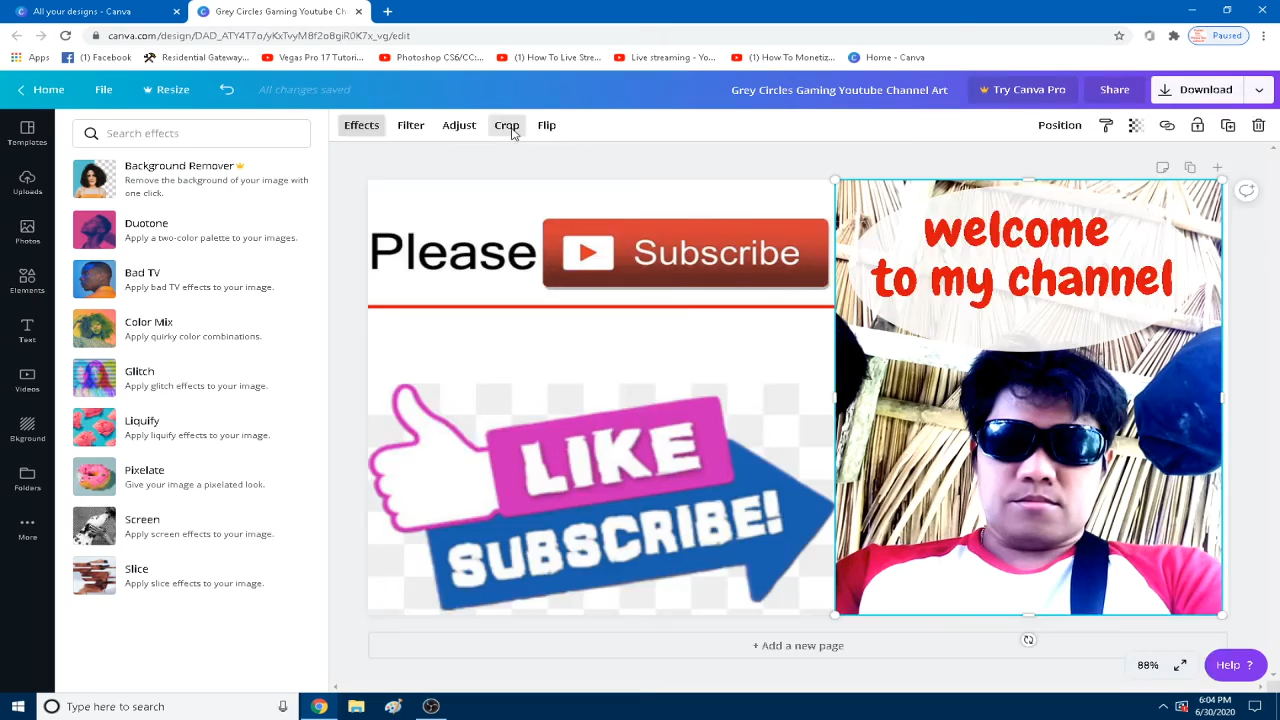 All your designs - Canva
Grey Circles Gaming Youtube Ch
canva.com/design/DAD_ATY4T7o/yKxTvyM8f2o8giR0K7x_vg/edit
Paused
Apps
(1) Facebook
Residential Gateway...
Vegas Pro 17 Tutori...
Photoshop CS6/CC:...
(1) How To Live Stre...
Live streaming - Yo...
(1) How To Monetiz...
Home - Canva
Home
File
Resize
All changes saved
Grey Circles Gaming Youtube Channel Art
Try Canva Pro
Share
Download
Templates
Uploads
Photos
Elements
Text
Videos
Bkground
Folders
More
Search effects
Background Remover
Remove the background of your image with
one click.
Duotone
Apply a two-color palette to your images.
Bad TV
Apply bad TV effects to your image.
Color Mix
Apply quirky color combinations.
Glitch
Apply glitch effects to your image.
Liquify
Apply liquify effects to your image.
Pixelate
Give your image a pixelated look.
Screen
Apply screen effects to your image.
Slice
Apply slice effects to your image.
Effects
Filter
Adjust
Crop
Flip
Position
Please
Subscribe
LIKE
SUBSCRIBE!
welcome
to my channel
+ Add a new page
88%
Help ?
Type here to search
6:04 PM
6/30/2020